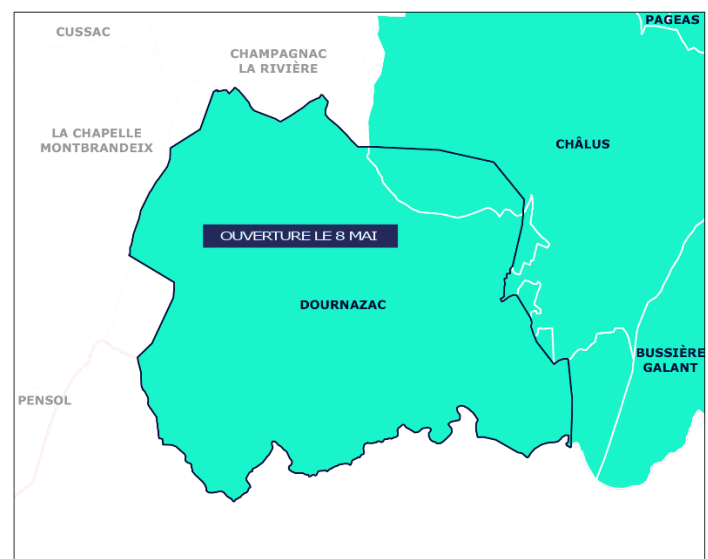 PAGEAS
CUSSAC
CHAMPAGNAC
LA RIVIÈRE
LA CHAPELLE
MONTBRANDEIX
CHÂLUS
OUVERTURE LE 8 MAI
DOURNAZAC
BUSSIÈRE
GALANT
PENSOL